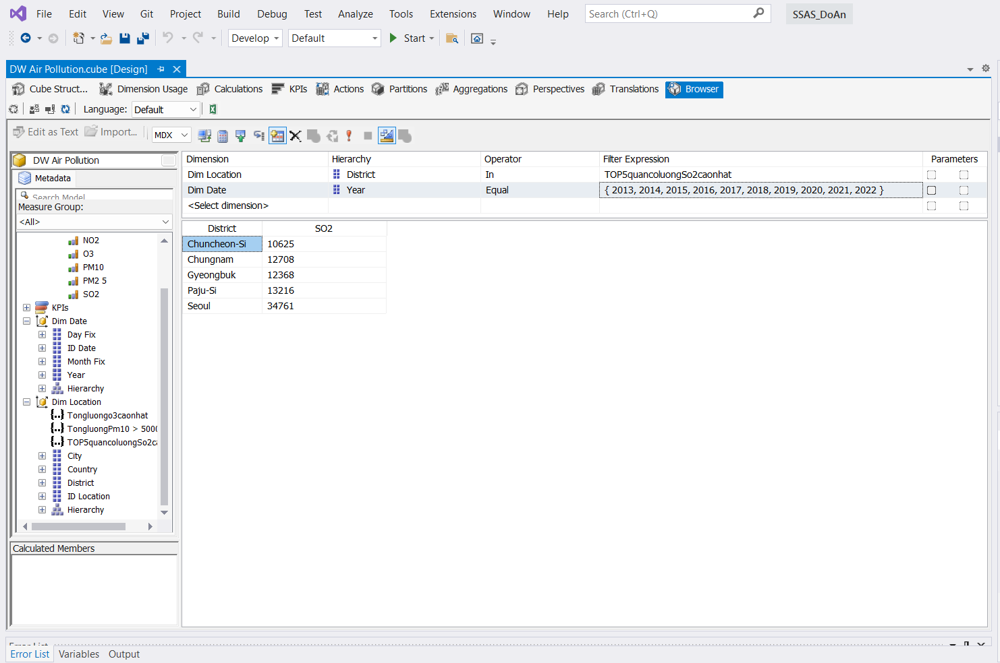 File Edit View Git Project Build Debug Test Analyze Tools Extensions Window Help Search (Ctrl+Q) SSAS_DoAn
Develop Default Start
DW Air Pollution.cube [Design]
Cube Struct... Dimension Usage Calculations KPIs Actions Partitions Aggregations Perspectives Translations Browser
Language: Default
Edit as Text Import... MDX
DW Air Pollution
Metadata
Search Model
Measure Group:
<All>
NO2
O3
PM10
PM2 5
SO2
KPIs
Dim Date
Day Fix
ID Date
Month Fix
Year
Hierarchy
Dim Location
Tongluongo3caonhat
TongluongPm10 > 500
TOP5quancoluongSo2ca
City
Country
District
ID Location
Hierarchy
Calculated Members
Dimension Hierarchy Operator Filter Expression Parameters
Dim Location District In TOP5quancoluongSo2caonhat
Dim Date Year Equal { 2013, 2014, 2015, 2016, 2017, 2018, 2019, 2020, 2021, 2022 }
<Select dimension>
District SO2
Chuncheon-Si 10625
Chungnam 12708
Gyeongbuk 12368
Paju-Si 13216
Seoul 34761
Error List
Error List Variables Output